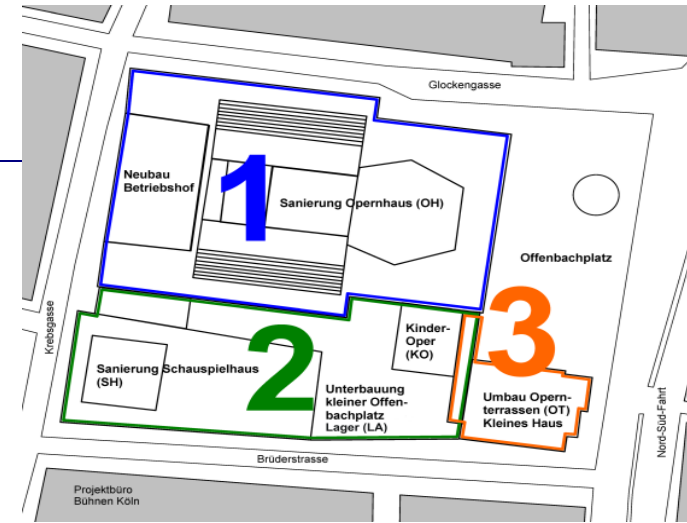 Glockengasse
Neubau
Betriebshof
1
Sanierung Opernhaus (OH)
Offenbachplatz
Krebsgasse
Kinder-
Oper
(KO)
3
2
Sanierung Schauspielhaus
(SH)
Unterbauung
kleiner Offen-
bachplatz
Lager (LA)
Umbau Opern-
terrassen (OT)
Kleines Haus
Nord-Süd-Fahrt
Brüderstrasse
Projektbüro
Bühnen Köln